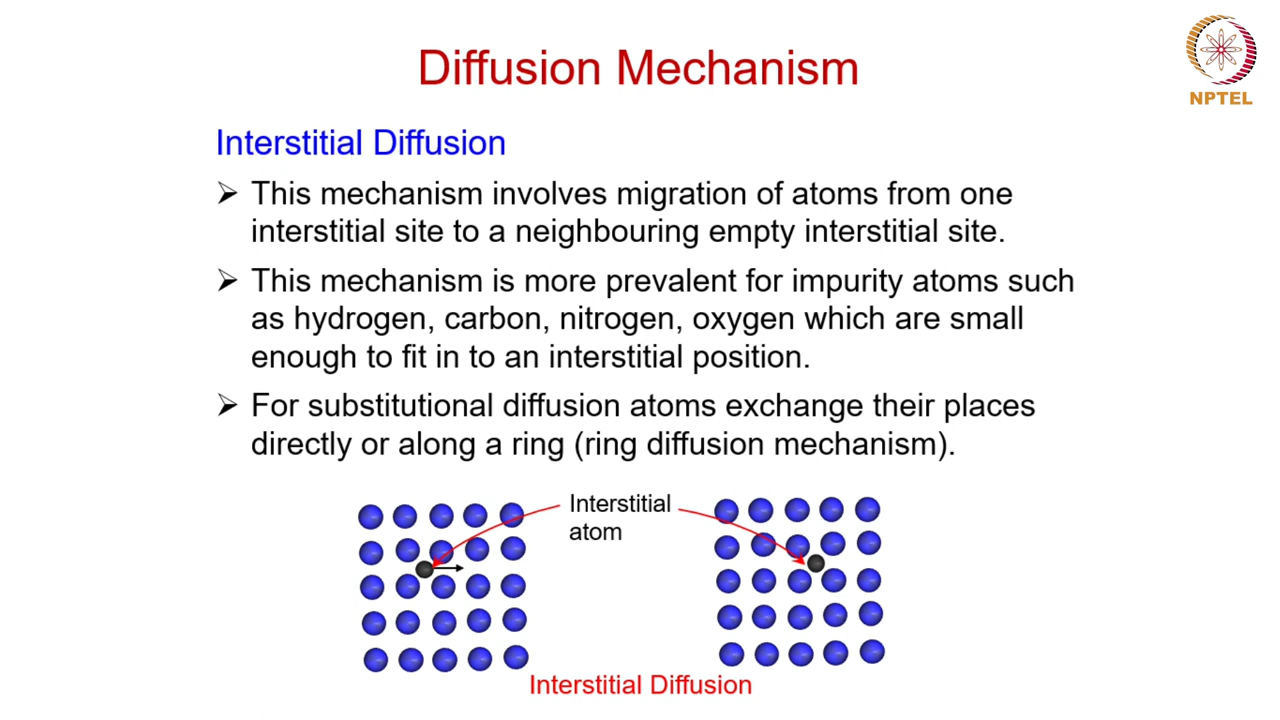 Diffusion Mechanism
NPTEL
Interstitial Diffusion
➢ This mechanism involves migration of atoms from one
interstitial site to a neighbouring empty interstitial site.
➢ This mechanism is more prevalent for impurity atoms such
as hydrogen, carbon, nitrogen, oxygen which are small
enough to fit in to an interstitial position.
➢ For substitutional diffusion atoms exchange their places
directly or along a ring (ring diffusion mechanism).
Interstitial
atom
Interstitial Diffusion